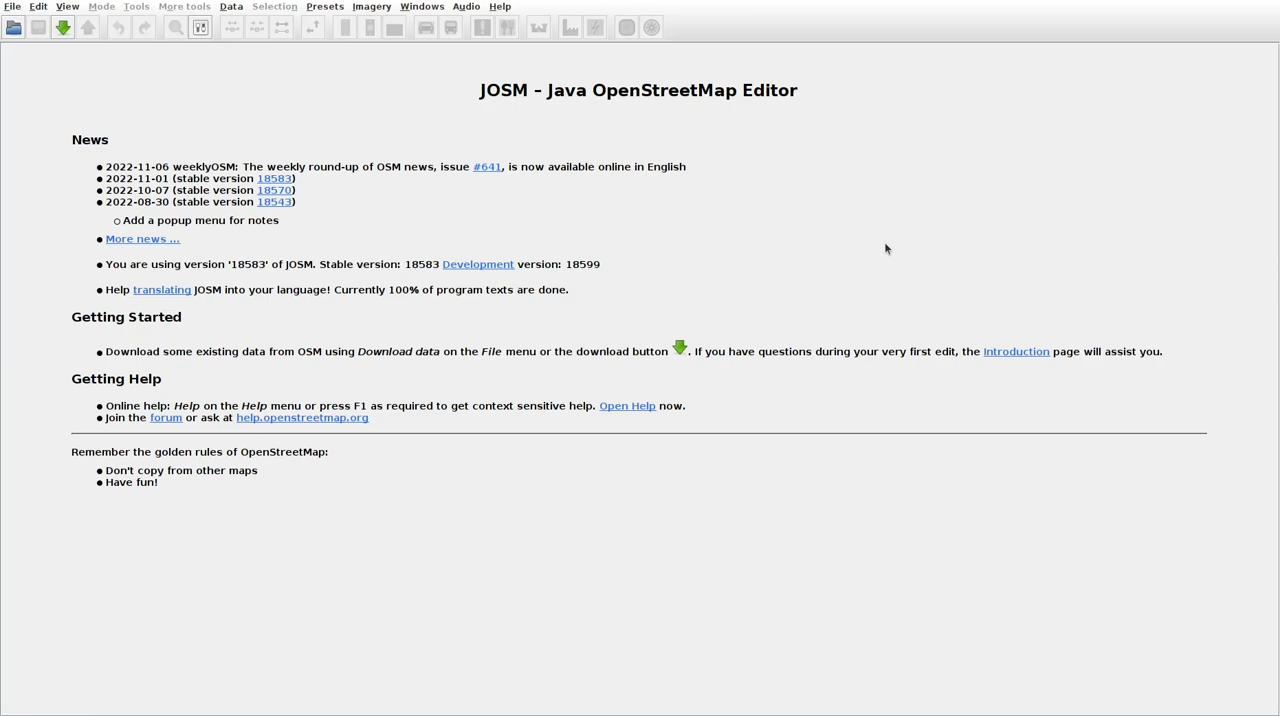 File Edit View Mode Tools More tools Data Selection Presets Imagery Windows Audio Help
JOSM – Java OpenStreetMap Editor
News
● 2022-11-06 weeklyOSM: The weekly round-up of OSM news, issue #641, is now available online in English
● 2022-11-01 (stable version 18583)
● 2022-10-07 (stable version 18570)
● 2022-08-30 (stable version 18543)
○ Add a popup menu for notes
● More news ...
● You are using version '18583' of JOSM. Stable version: 18583 Development version: 18599
● Help translating JOSM into your language! Currently 100% of program texts are done.
Getting Started
● Download some existing data from OSM using Download data on the File menu or the download button . If you have questions during your very first edit, the Introduction page will assist you.
Getting Help
● Online help: Help on the Help menu or press F1 as required to get context sensitive help. Open Help now.
● Join the forum or ask at help.openstreetmap.org
Remember the golden rules of OpenStreetMap:
● Don't copy from other maps
● Have fun!